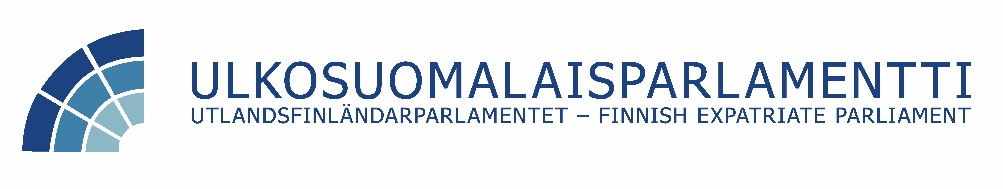 ULKOSUOMALAISPARLAMENTTI
UTLANDSFINLÄNDARPARLAMENTET – FINNISH EXPATRIATE PARLIAMENT